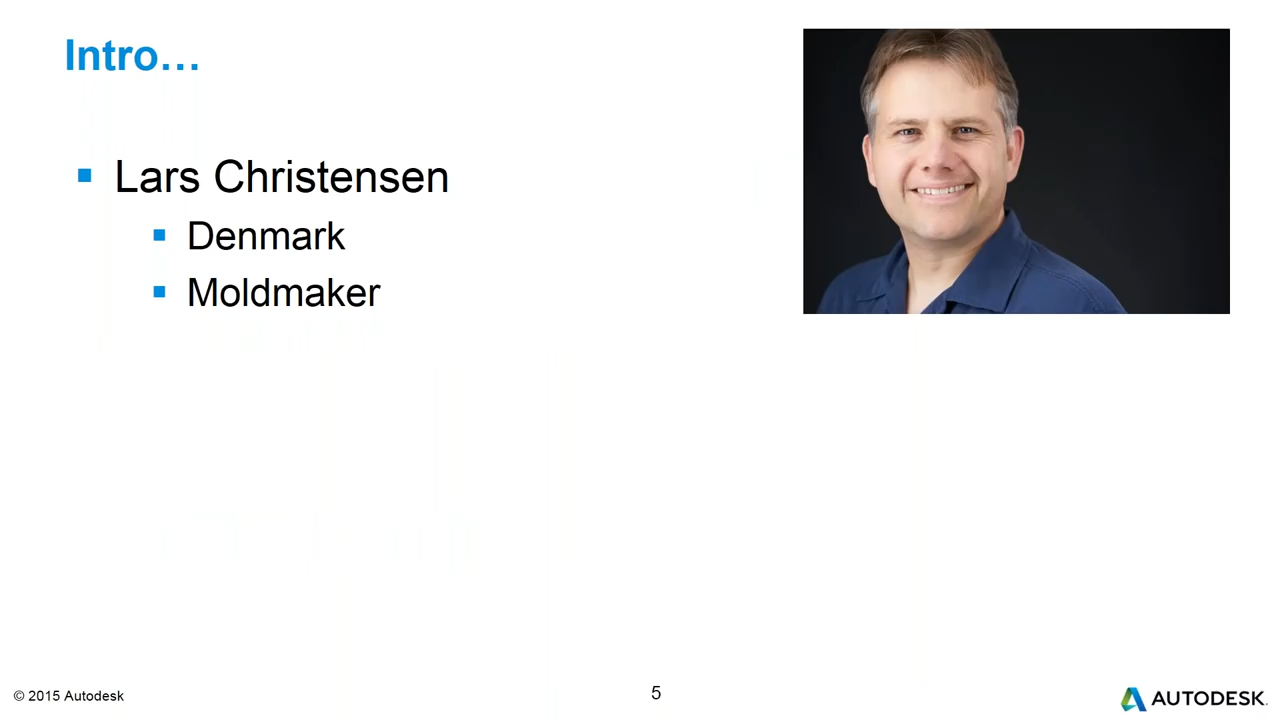 Intro…
Lars Christensen
Denmark
Moldmaker
© 2015 Autodesk
5
AUTODESK.